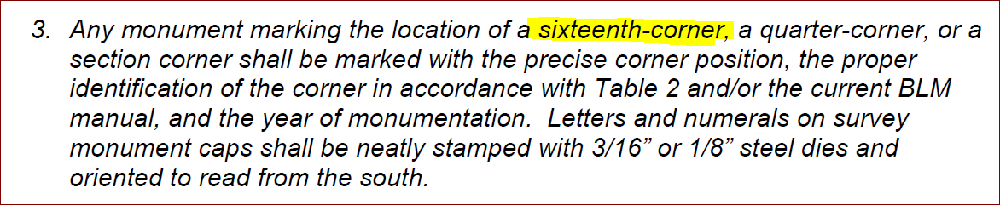 3. Any monument marking the location of a sixteenth-corner, a quarter-corner, or a
section corner shall be marked with the precise corner position, the proper
identification of the corner in accordance with Table 2 and/or the current BLM
manual, and the year of monumentation.  Letters and numerals on survey
monument caps shall be neatly stamped with 3/16” or 1/8” steel dies and
oriented to read from the south.